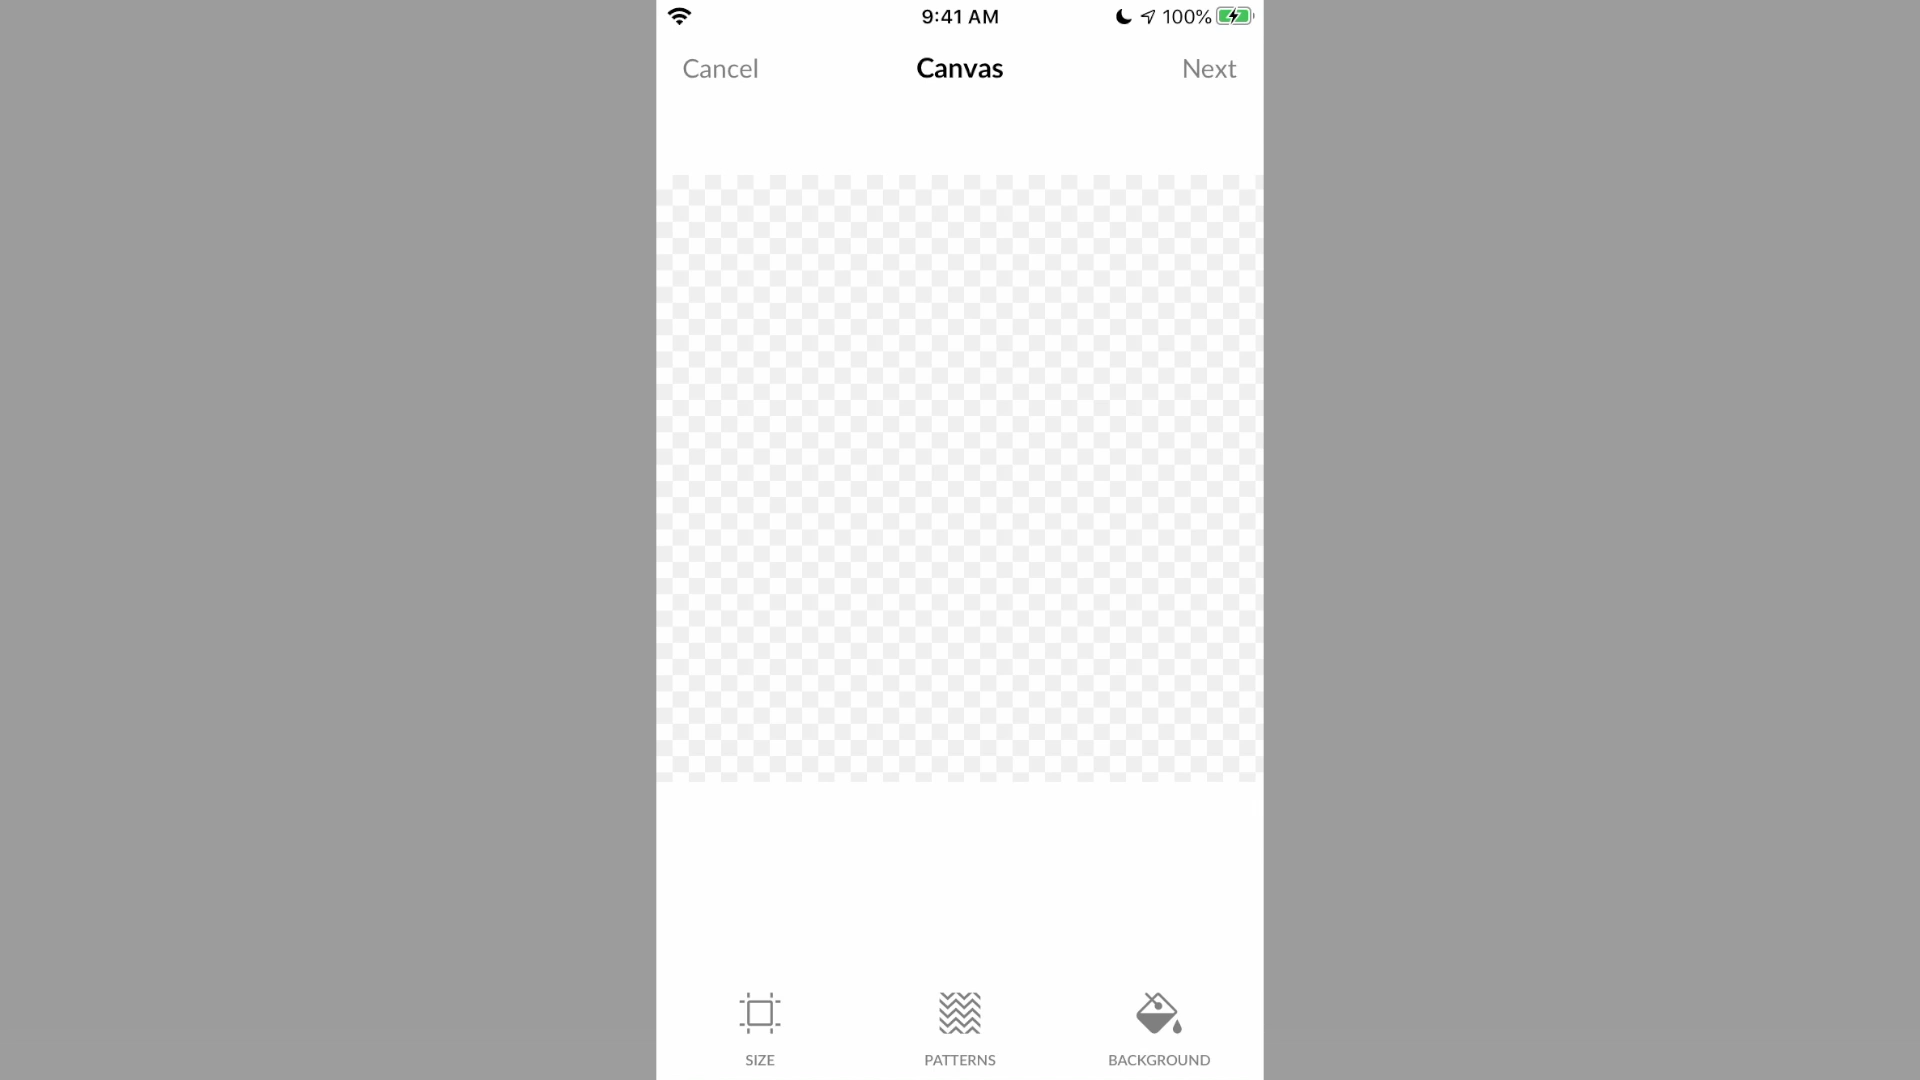 9:41 AM
100%
Cancel
Canvas
Next
SIZE
PATTERNS
BACKGROUND